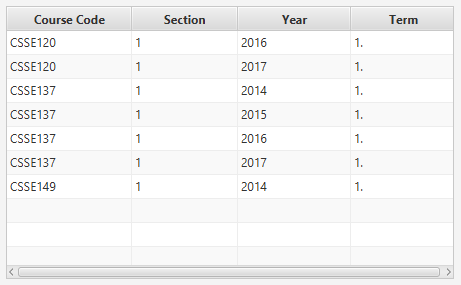 Course Code Section Year Term
CSSE120 1 2016 1.
CSSE120 1 2017 1.
CSSE137 1 2014 1.
CSSE137 1 2015 1.
CSSE137 1 2016 1.
CSSE137 1 2017 1.
CSSE149 1 2014 1.